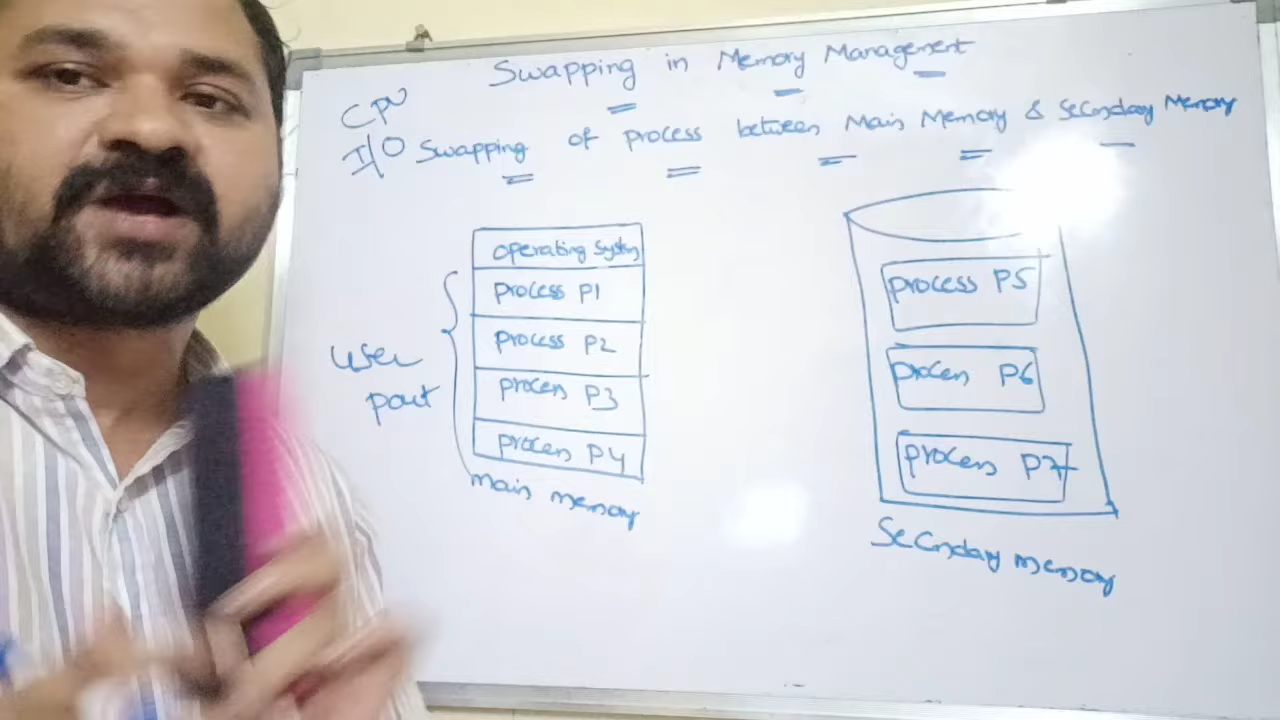 Swapping in Memory Management
CPU
I/O
Swapping of process between Main Memory & Secondary Memory
operating System
process P1
process P2
process P3
process P4
user
part
main memory
process P5
process P6
process P7
Secondary memory